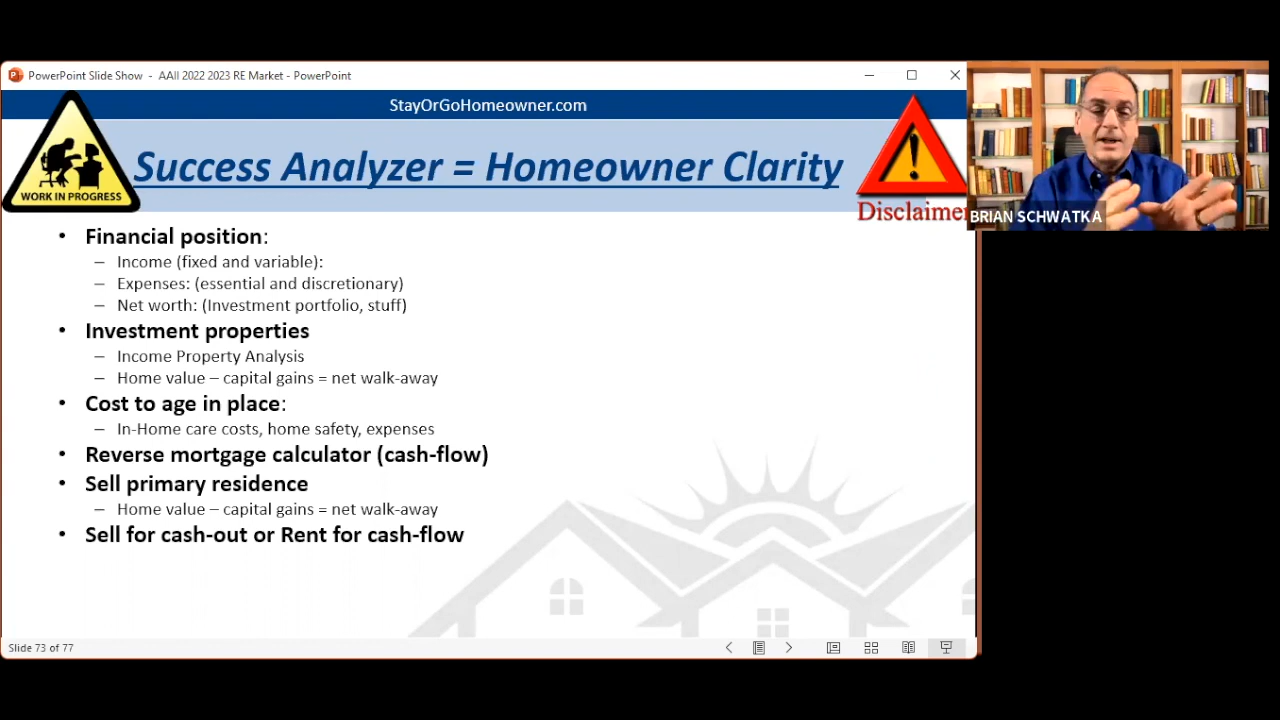 PowerPoint Slide Show - AAII 2022 2023 RE Market - PowerPoint
StayOrGoHomeowner.com
WORK IN PROGRESS
Success Analyzer = Homeowner Clarity
Disclaimer
BRIAN SCHWATKA
• Financial position:
– Income (fixed and variable):
– Expenses: (essential and discretionary)
– Net worth: (Investment portfolio, stuff)
• Investment properties
– Income Property Analysis
– Home value – capital gains = net walk-away
• Cost to age in place:
– In-Home care costs, home safety, expenses
• Reverse mortgage calculator (cash-flow)
• Sell primary residence
– Home value – capital gains = net walk-away
• Sell for cash-out or Rent for cash-flow
Slide 73 of 77